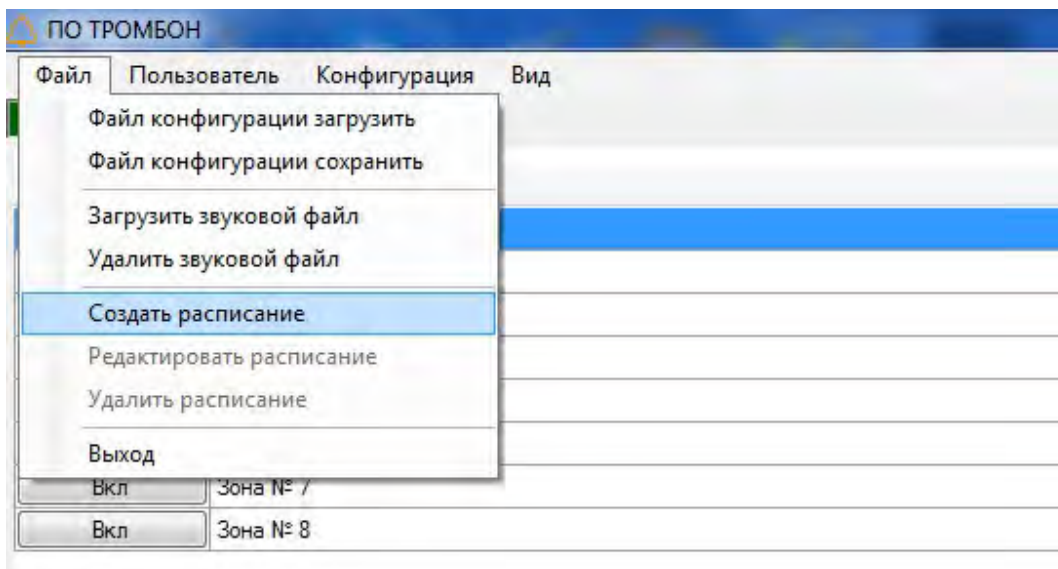 ПО ТРОМБОН
Файл Пользователь Конфигурация Вид
Файл конфигурации загрузить
Файл конфигурации сохранить
Загрузить звуковой файл
Удалить звуковой файл
Создать расписание
Редактировать расписание
Удалить расписание
Выход
Вкл Зона № 7
Вкл Зона № 8